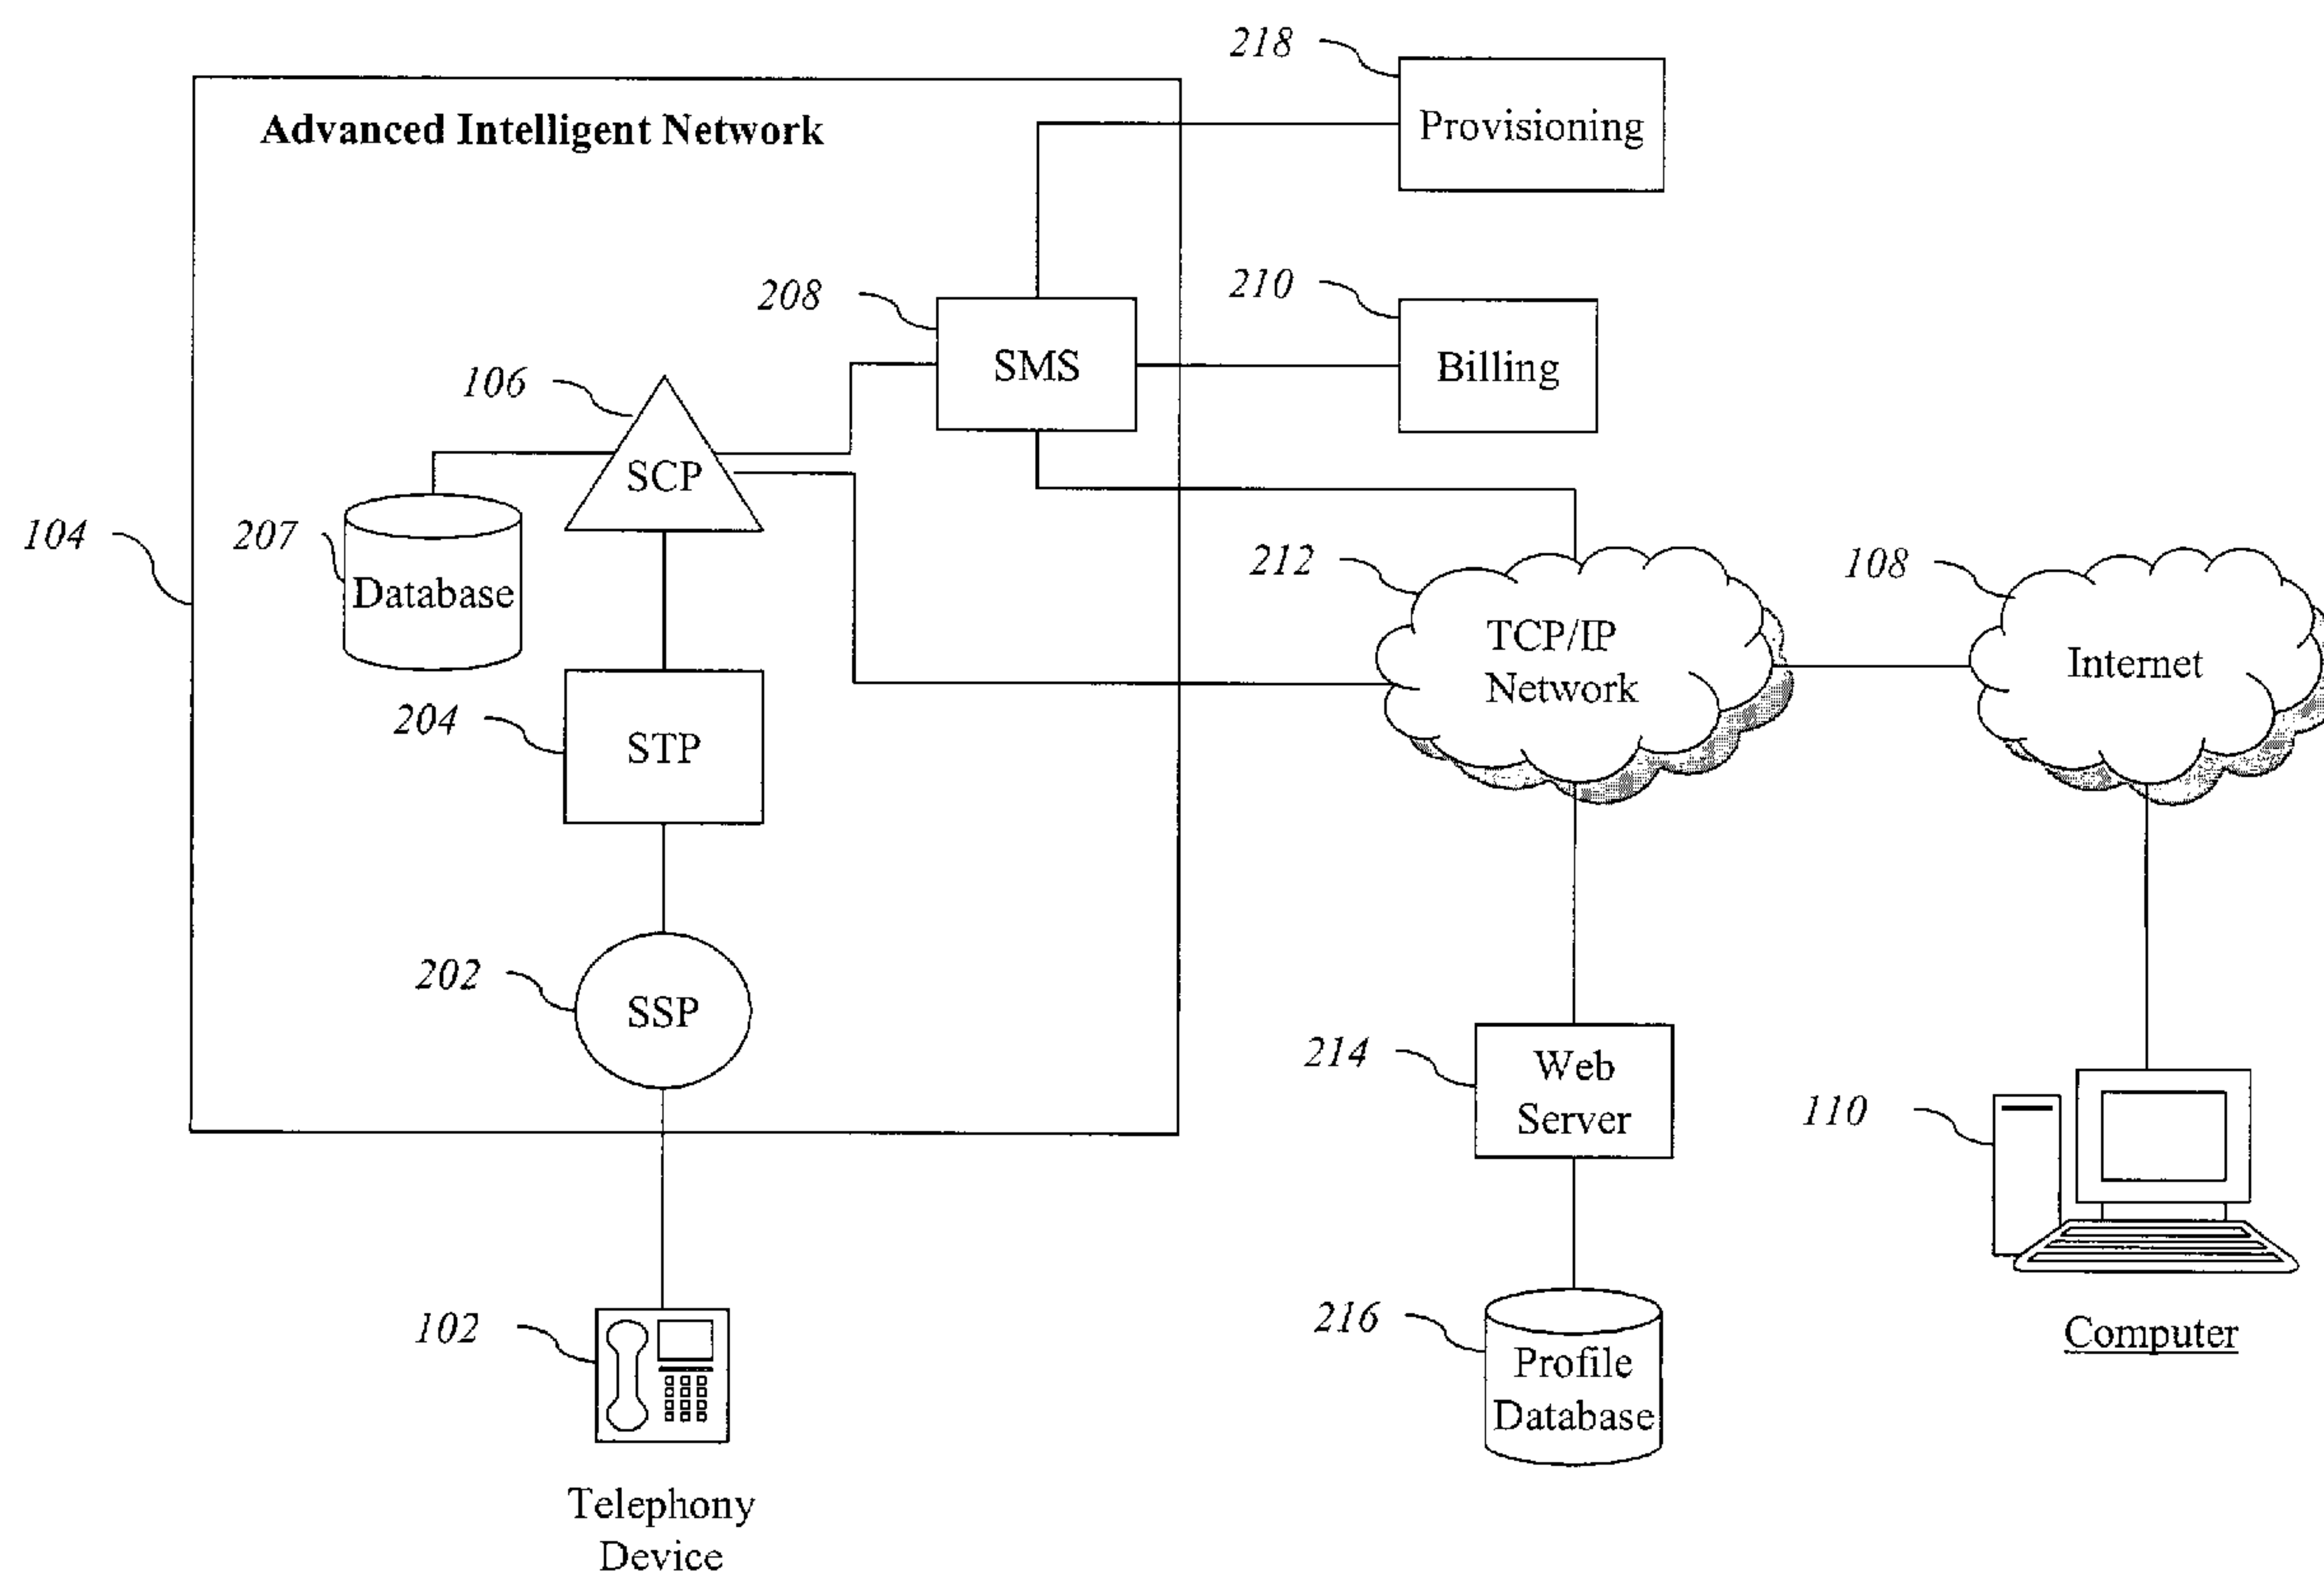 218
Provisioning
Advanced Intelligent Network
208
210
SMS
Billing
106
SCP
104
207
Database
212
108
TCP/IP
Network
Internet
204
STP
202
SSP
214
Web
Server
110
102
216
Profile
Database
Computer
Telephony
Device